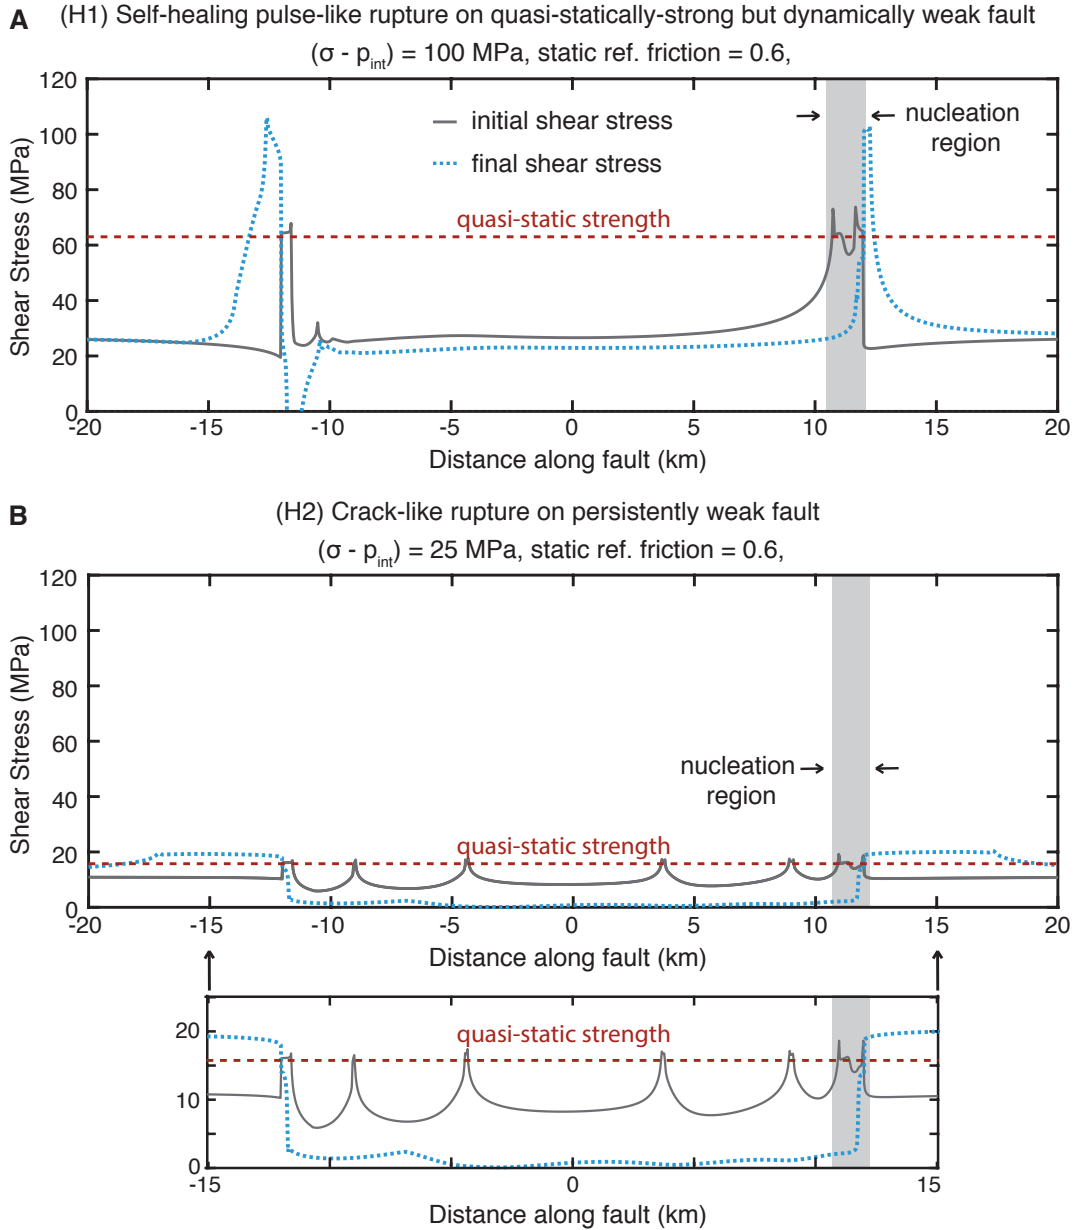 A
(H1) Self-healing pulse-like rupture on quasi-statically-strong but dynamically weak fault
(σ - pint) = 100 MPa, static ref. friction = 0.6,
120
100
80
60
40
20
0
Shear Stress (MPa)
initial shear stress
final shear stress
nucleation
region
quasi-static strength
-20
-15
-10
-5
0
5
10
15
20
Distance along fault (km)
B
(H2) Crack-like rupture on persistently weak fault
(σ - pint) = 25 MPa, static ref. friction = 0.6,
120
100
80
60
40
20
0
Shear Stress (MPa)
nucleation
region
quasi-static strength
-20
-15
-10
-5
0
5
10
15
20
Distance along fault (km)
20
10
0
quasi-static strength
-15
0
15
Distance along fault (km)